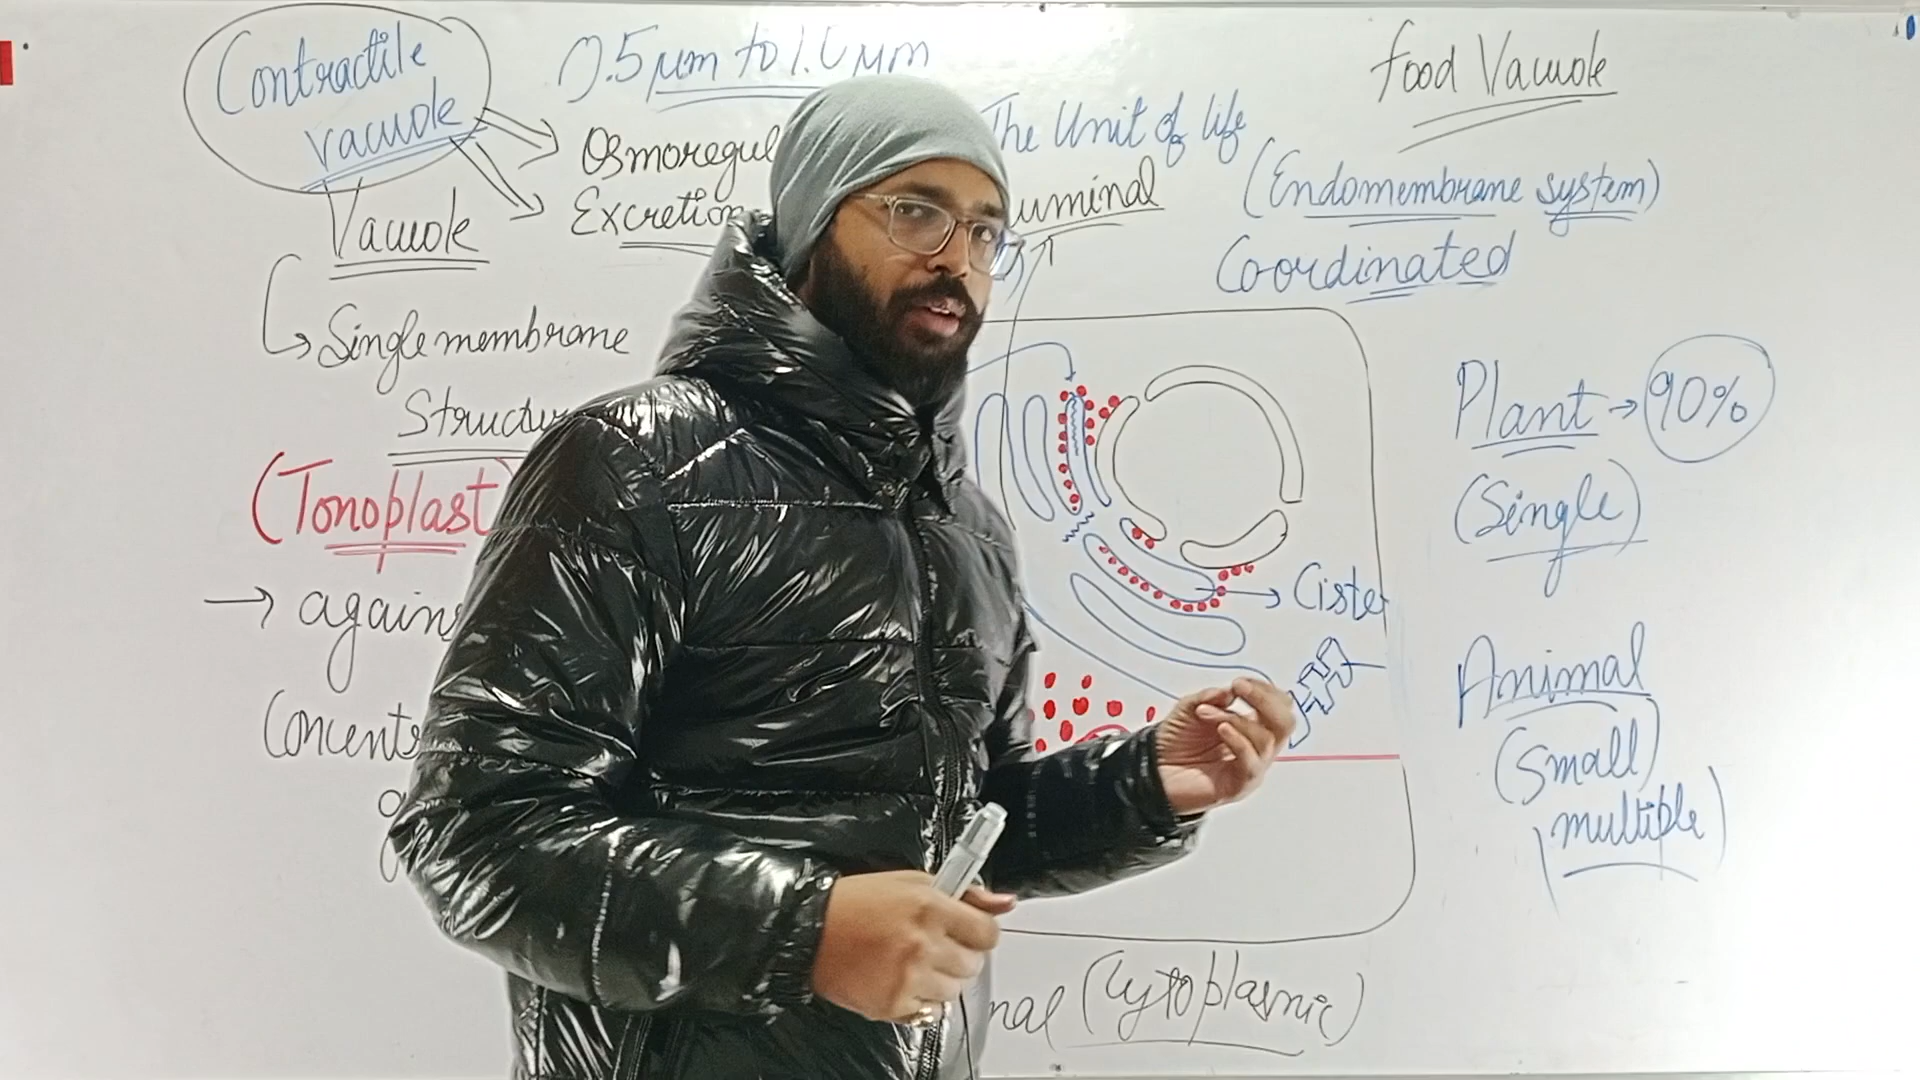 Contractile
vacuole
0.5 μm to 1.0 μm
Osmoregul
Excretion
Vacuole
Single membrane
Structu
(Tonoplast)
→ agains
Concent
The Unit of life
luminal
food Vacuole
(Endomembrane system)
Coordinated
Plant → 90%
(Single)
Cister
Animal
(small)
(multiple)
nal (Cytoplasmic)